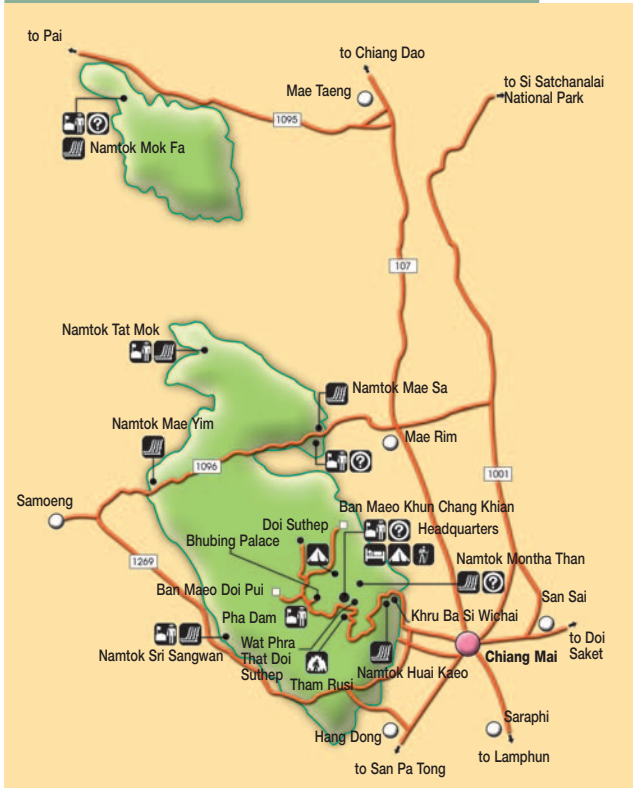 to Pai
to Chiang Dao
Mae Taeng
to Si Satchanalai
National Park
1095
?
Namtok Mok Fa
107
Namtok Tat Mok
Namtok Mae Sa
Namtok Mae Yim
Mae Rim
?
1096
1001
Samoeng
Ban Maeo Khun Chang Khian
Doi Suthep
? Headquarters
Bhubing Palace
Namtok Montha Than
1269
?
Ban Maeo Doi Pui
San Sai
Pha Dam
Khru Ba Si Wichai
Wat Phra
That Doi
Suthep
to Doi
Saket
Namtok Sri Sangwan
Chiang Mai
Namtok Huai Kaeo
Tham Rusi
Saraphi
Hang Dong
to Lamphun
to San Pa Tong